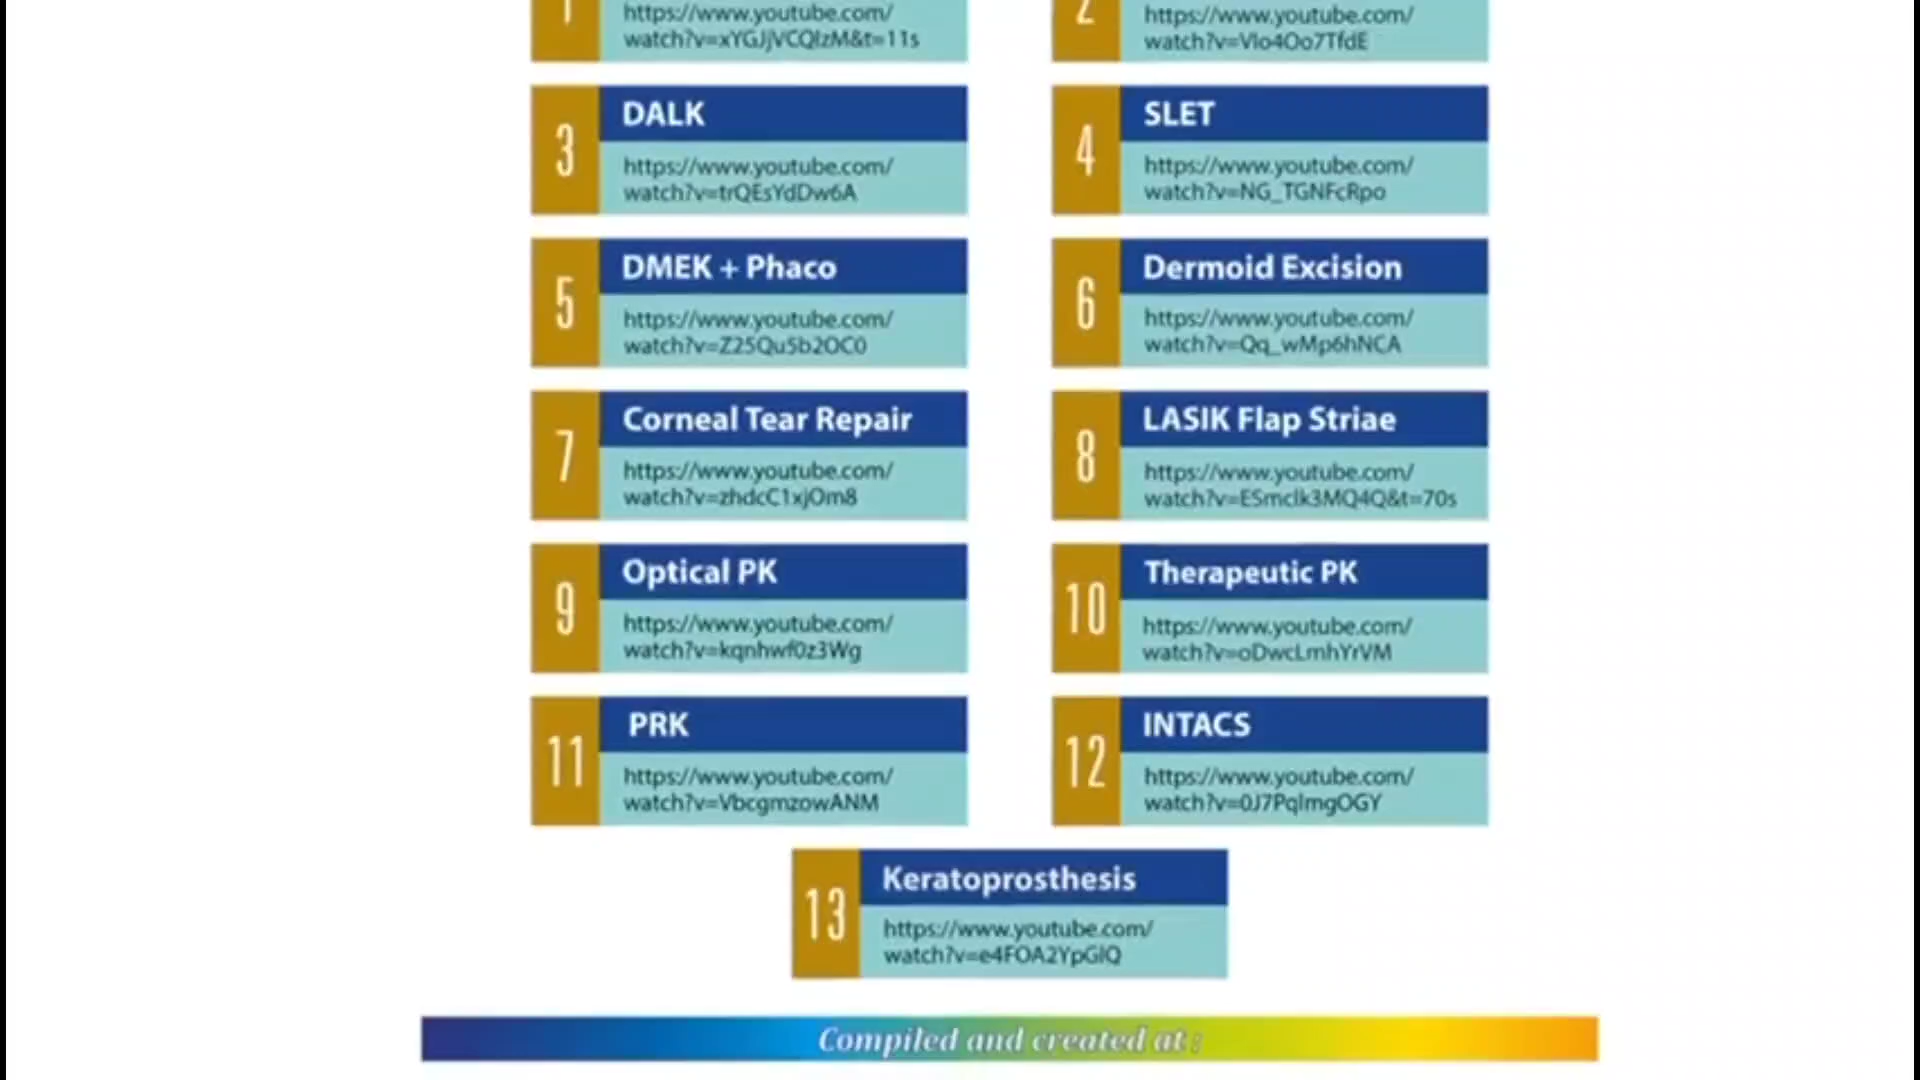 1
https://www.youtube.com/
watch?v=xYGJjVCQlzM&t=11s
2
https://www.youtube.com/
watch?v=Vlo4Oo7TfdE
3
DALK
https://www.youtube.com/
watch?v=trQEsYdDw6A
4
SLET
https://www.youtube.com/
watch?v=NG_TGNFcRpo
5
DMEK + Phaco
https://www.youtube.com/
watch?v=Z25Qu5b2OC0
6
Dermoid Excision
https://www.youtube.com/
watch?v=Qq_wMp6hNCA
7
Corneal Tear Repair
https://www.youtube.com/
watch?v=zhdcC1xjOm8
8
LASIK Flap Striae
https://www.youtube.com/
watch?v=ESmclk3MQ4Q&t=70s
9
Optical PK
https://www.youtube.com/
watch?v=kqnhwf0z3Wg
10
Therapeutic PK
https://www.youtube.com/
watch?v=oDwcLmhYrVM
11
PRK
https://www.youtube.com/
watch?v=VbcgmzowANM
12
INTACS
https://www.youtube.com/
watch?v=0J7PqlmgOGY
13
Keratoprosthesis
https://www.youtube.com/
watch?v=e4FOA2YpGlQ
Compiled and created at :